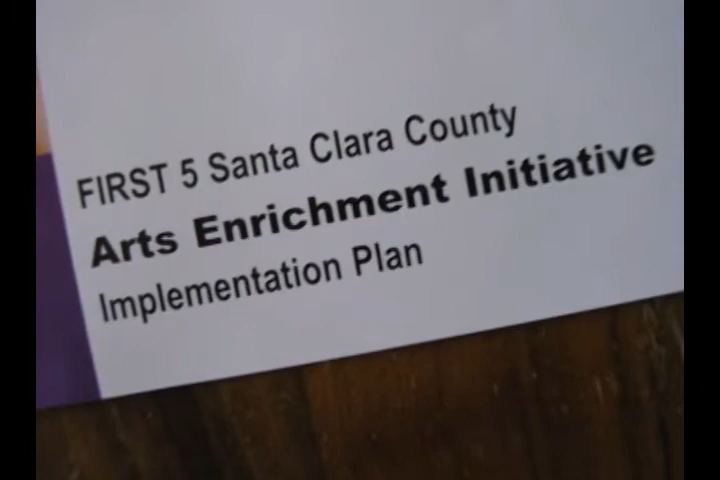 FIRST 5 Santa Clara County
Arts Enrichment Initiative
Implementation Plan